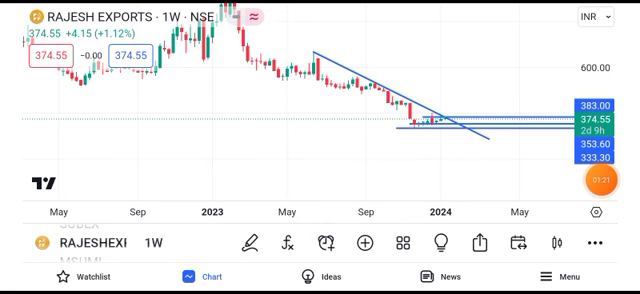 RAJESH EXPORTS · 1W · NSE
INR
374.55 +4.15 (+1.12%)
374.55 −0.00 374.55
600.00
383.00
374.55
2d 9h
353.60
333.30
01:21
May Sep 2023 May Sep 2024 May
RAJESHEXI 1W
Watchlist Chart Ideas News Menu